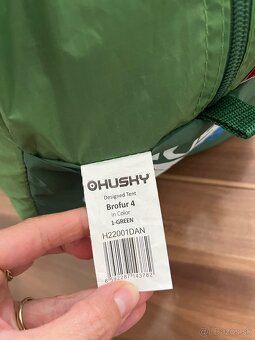 HUSKY
Designed Tent
Brofur 4
in Color
1-GREEN
H22001DAN